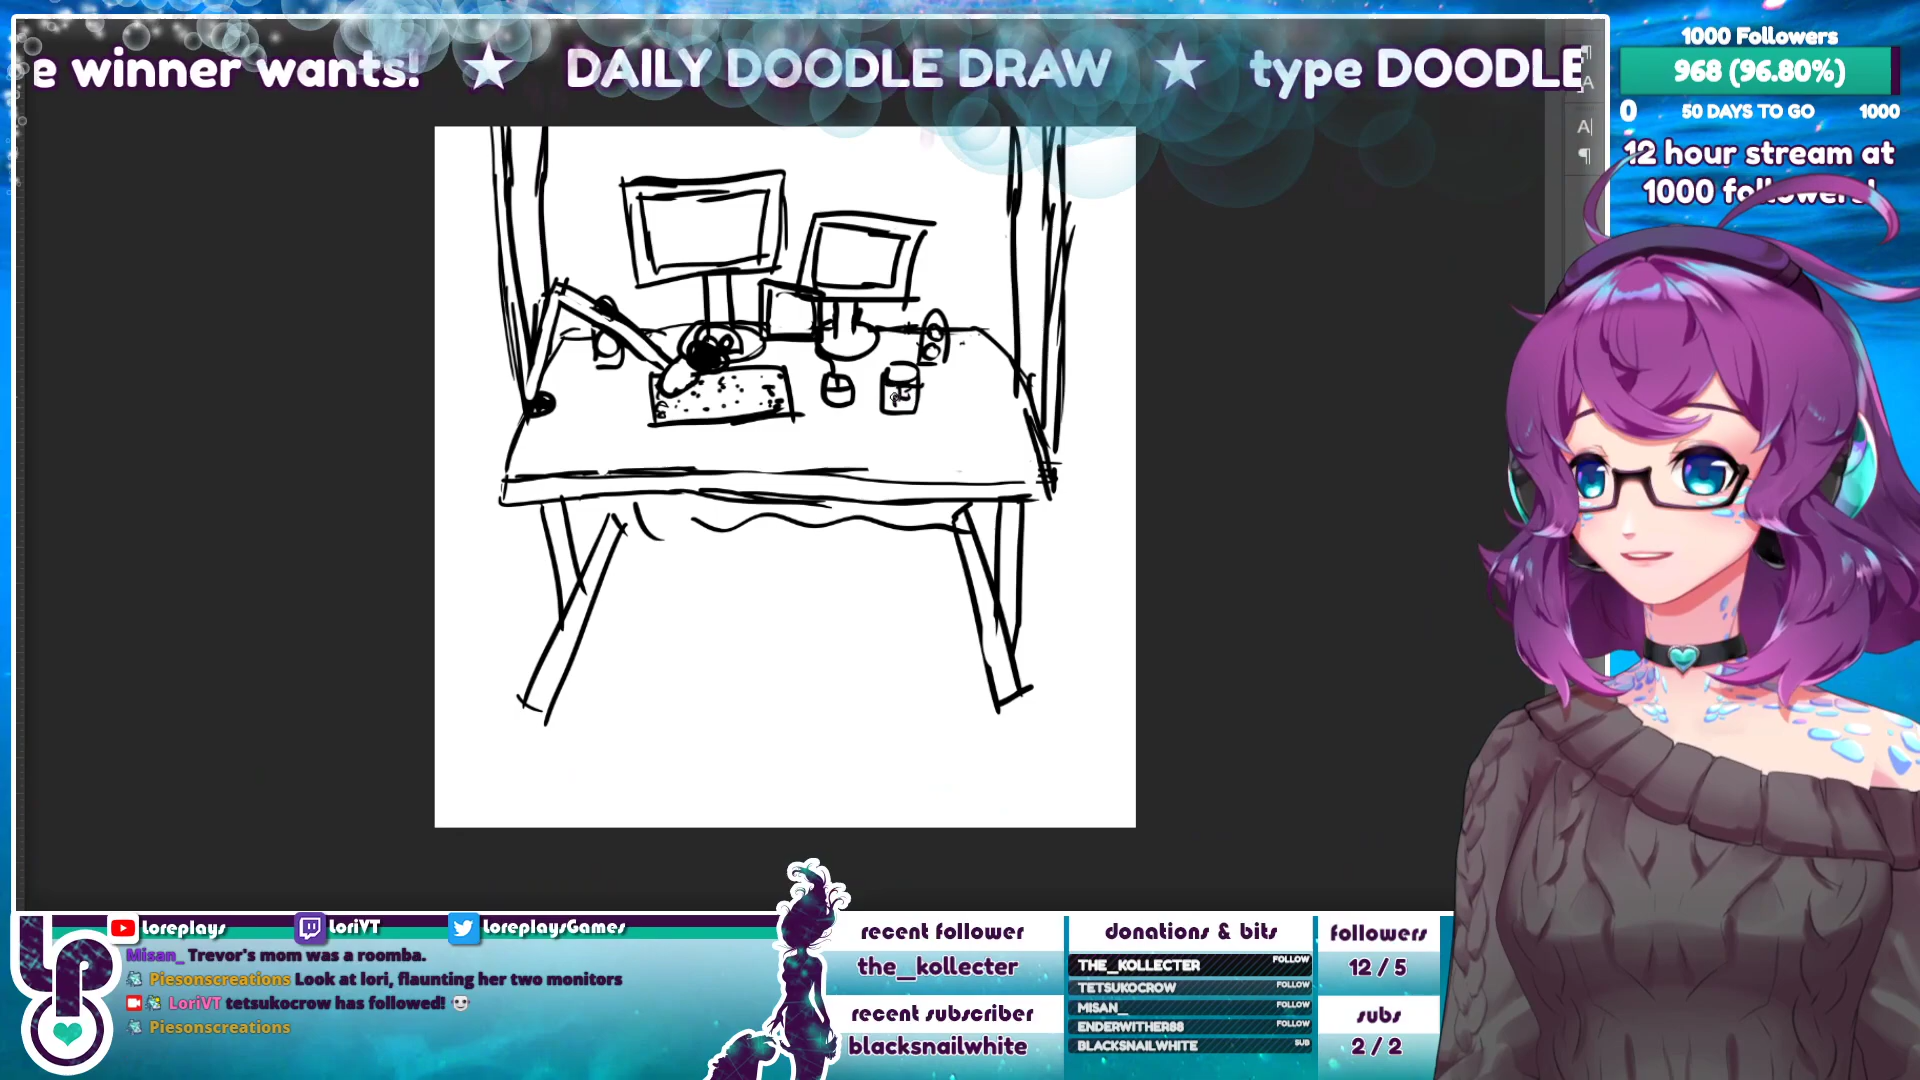 e winner wants! ★ DAILY DOODLE DRAW ★ type DOODLE
1000 Followers
968 (96.80%)
0 50 DAYS TO GO 1000
12 hour stream at
1000 followers!
Loreplays LoriVT LoreplaysGames
Misan_ Trevor's mom was a roomba.
Piesonscreations Look at lori, flaunting her two monitors
LoriVT tetsukocrow has followed!
Piesonscreations
recent follower
the__kollecter
recent subscriber
blacksnailwhite
donations & bits
THE__KOLLECTER FOLLOW
TETSUKOCROW FOLLOW
MISAN_ FOLLOW
ENDERWITHER88 FOLLOW
BLACKSNAILWHITE SUB
followers
12 / 5
subs
2 / 2